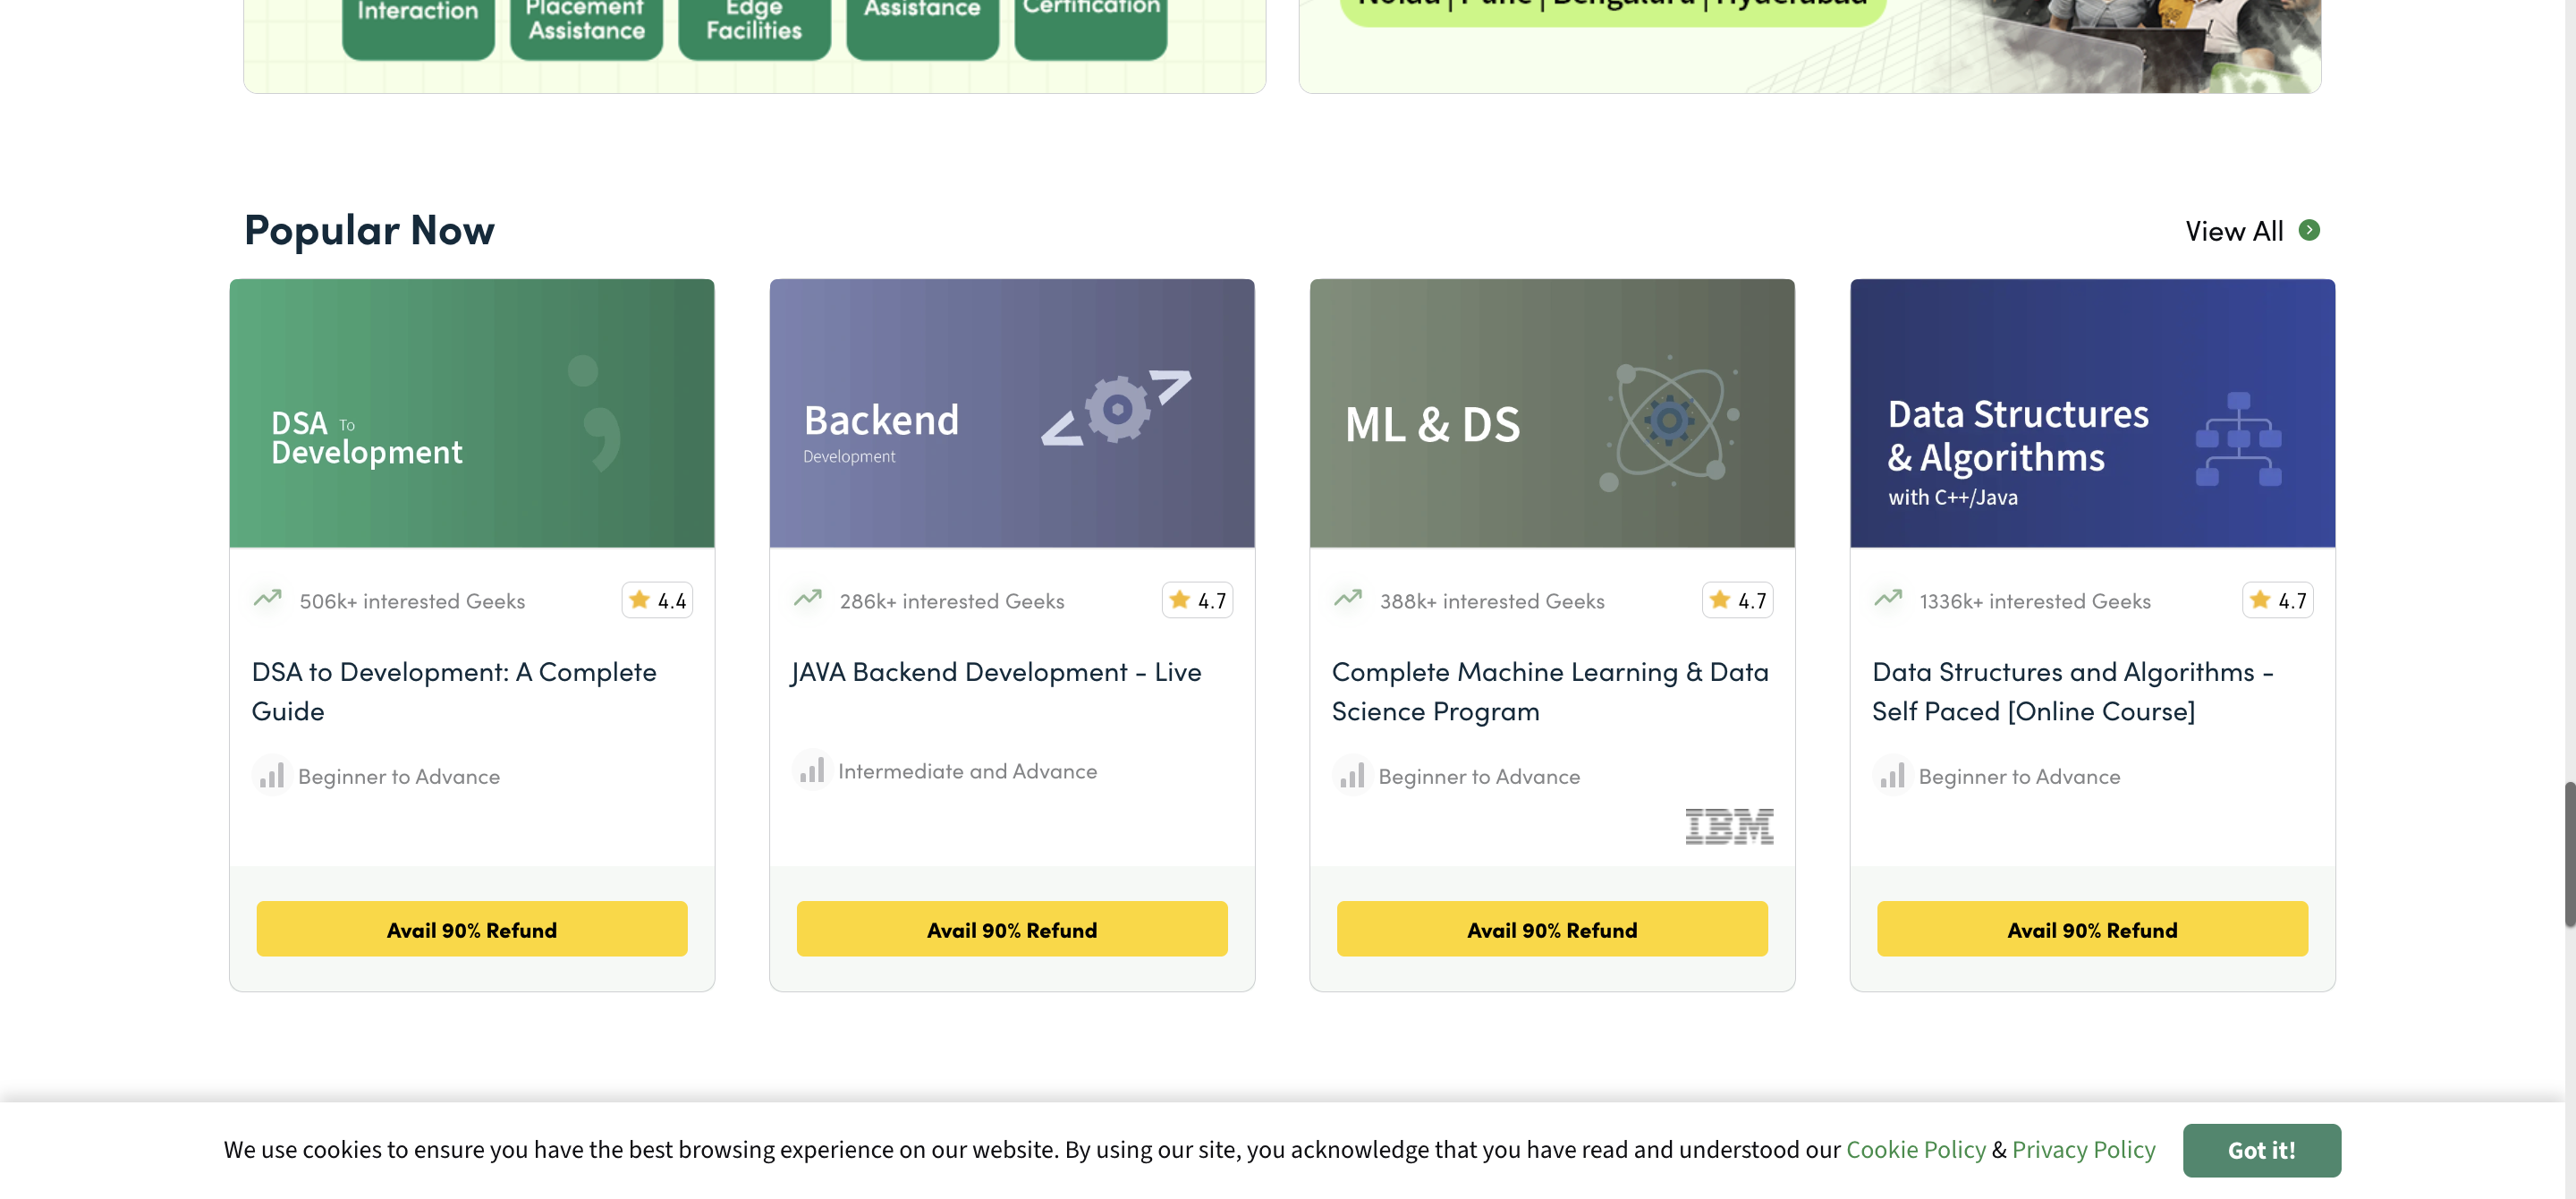 Interaction
Placement
Assistance
Edge
Facilities
Assistance
Certification
Noida | Pune | Bengaluru | Hyderabad
Popular Now
View All
DSA To
Development
506k+ interested Geeks
4.4
DSA to Development: A Complete
Guide
Beginner to Advance
Avail 90% Refund
Backend
Development
286k+ interested Geeks
4.7
JAVA Backend Development - Live
Intermediate and Advance
Avail 90% Refund
ML & DS
388k+ interested Geeks
4.7
Complete Machine Learning & Data
Science Program
Beginner to Advance
IBM
Avail 90% Refund
Data Structures
& Algorithms
with C++/Java
1336k+ interested Geeks
4.7
Data Structures and Algorithms -
Self Paced [Online Course]
Beginner to Advance
Avail 90% Refund
We use cookies to ensure you have the best browsing experience on our website. By using our site, you acknowledge that you have read and understood our Cookie Policy & Privacy Policy
Got it!